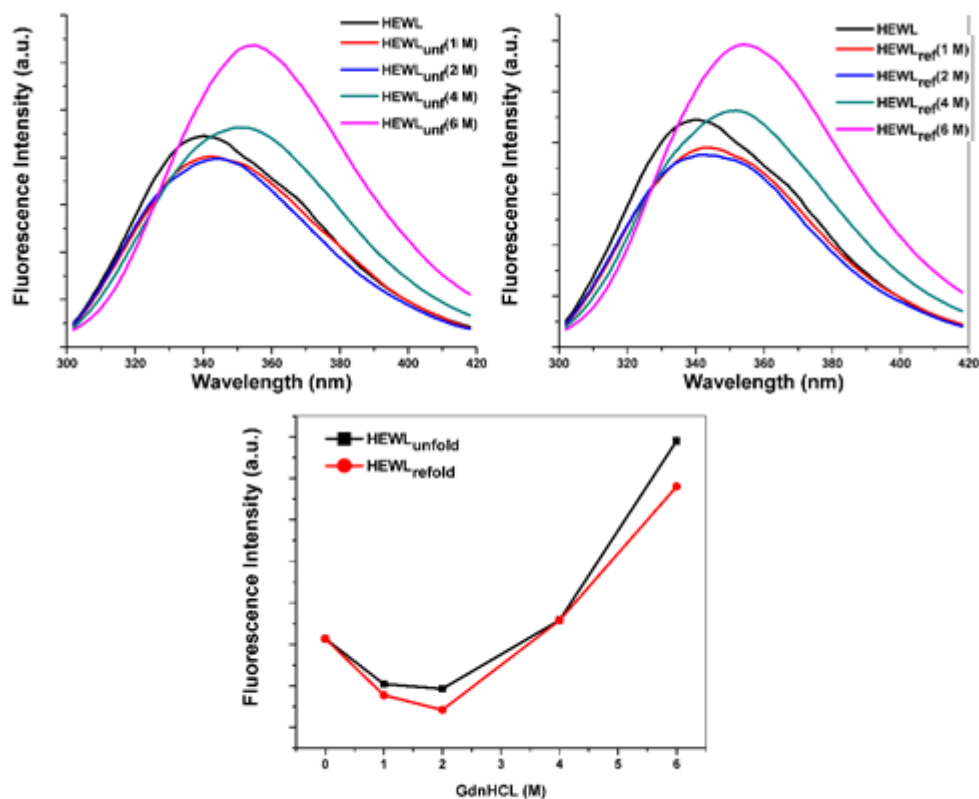 HEWL
HEWLunf(1 M)
HEWLunf(2 M)
HEWLunf(4 M)
HEWLunf(6 M)
Fluorescence Intensity (a.u.)
300 320 340 360 380 400 420
Wavelength (nm)
HEWL
HEWLref(1 M)
HEWLref(2 M)
HEWLref(4 M)
HEWLref(6 M)
Fluorescence Intensity (a.u.)
300 320 340 360 380 400 420
Wavelength (nm)
HEWLunfold
HEWLrefold
Fluorescence Intensity (a.u.)
0 1 2 3 4 5 6
GdnHCL (M)